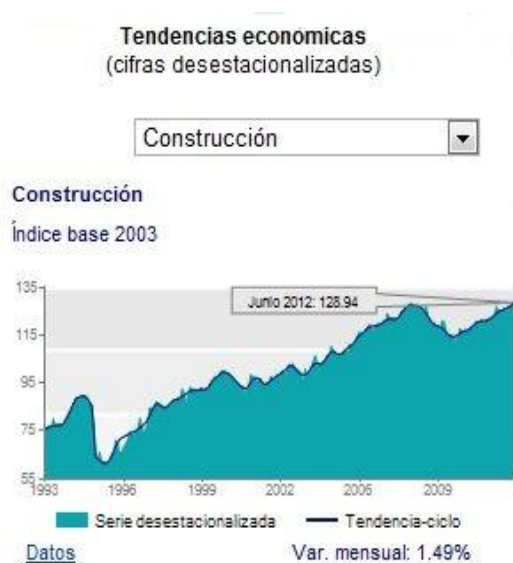 Tendencias económicas
(cifras desestacionalizadas)
Construcción
Construcción
Índice base 2003
135
115
95
75
55
Junio 2012: 128.94
1993 1996 1999 2002 2006 2009
Serie desestacionalizada Tendencia-ciclo
Datos Var. mensual: 1.49%